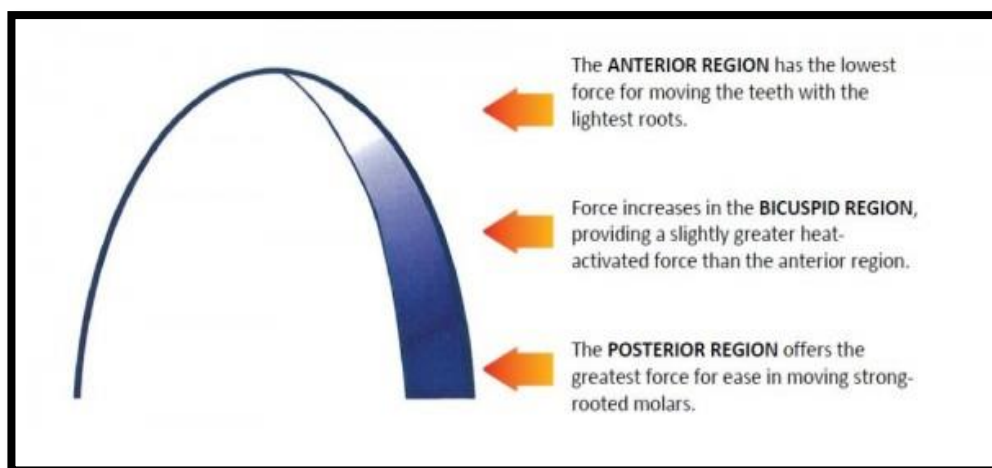 The ANTERIOR REGION has the lowest
force for moving the teeth with the
lightest roots.
Force increases in the BICUSPID REGION,
providing a slightly greater heat-
activated force than the anterior region.
The POSTERIOR REGION offers the
greatest force for ease in moving strong-
rooted molars.